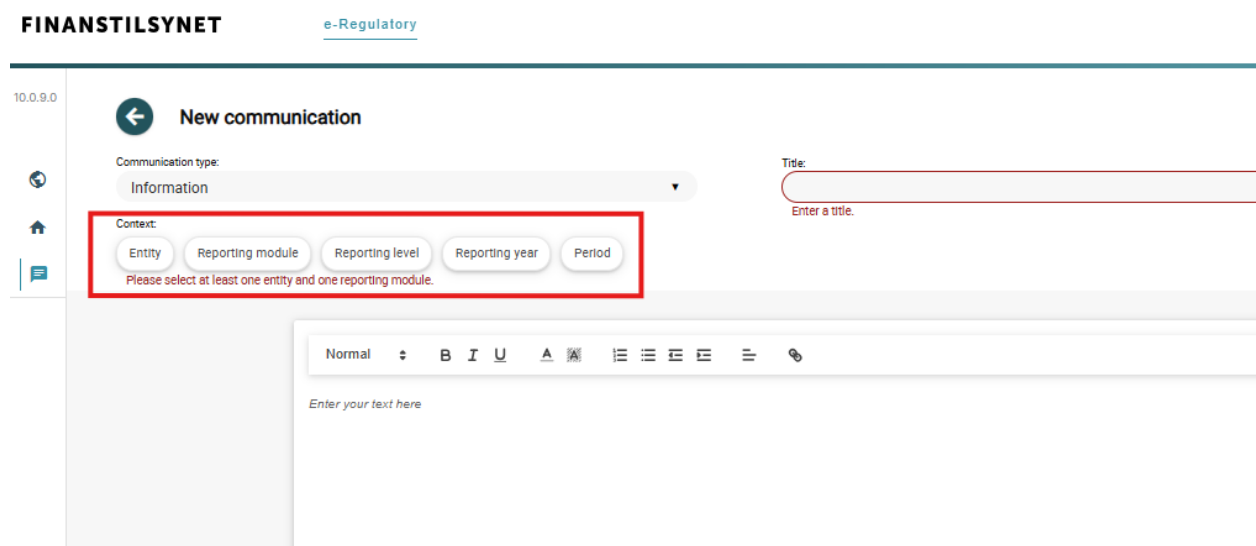 FINANSTILSYNET
e-Regulatory
10.0.9.0
New communication
Communication type:
Information
Title:
Enter a title.
Context:
Entity Reporting module Reporting level Reporting year Period
Please select at least one entity and one reporting module.
Normal B I U A A
Enter your text here